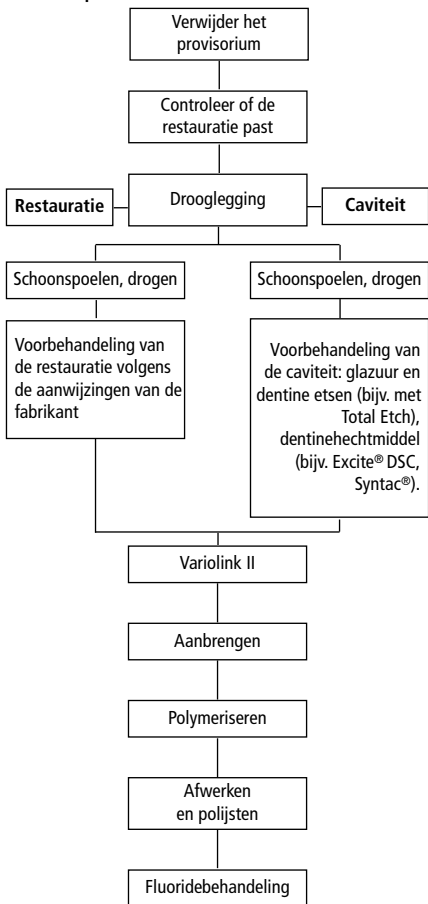 Verwijder het
provisorium
Controleer of de
restauratie past
Restauratie
Drooglegging
Caviteit
Schoonspoelen, drogen
Schoonspoelen, drogen
Voorbehandeling van
de restauratie volgens
de aanwijzingen van de
fabrikant
Voorbehandeling van
de caviteit: glazuur en
dentine etsen (bijv. met
Total Etch),
dentinehechtmiddel
(bijv. Excite® DSC,
Syntac®).
Variolink II
Aanbrengen
Polymeriseren
Afwerken
en polijsten
Fluoridebehandeling